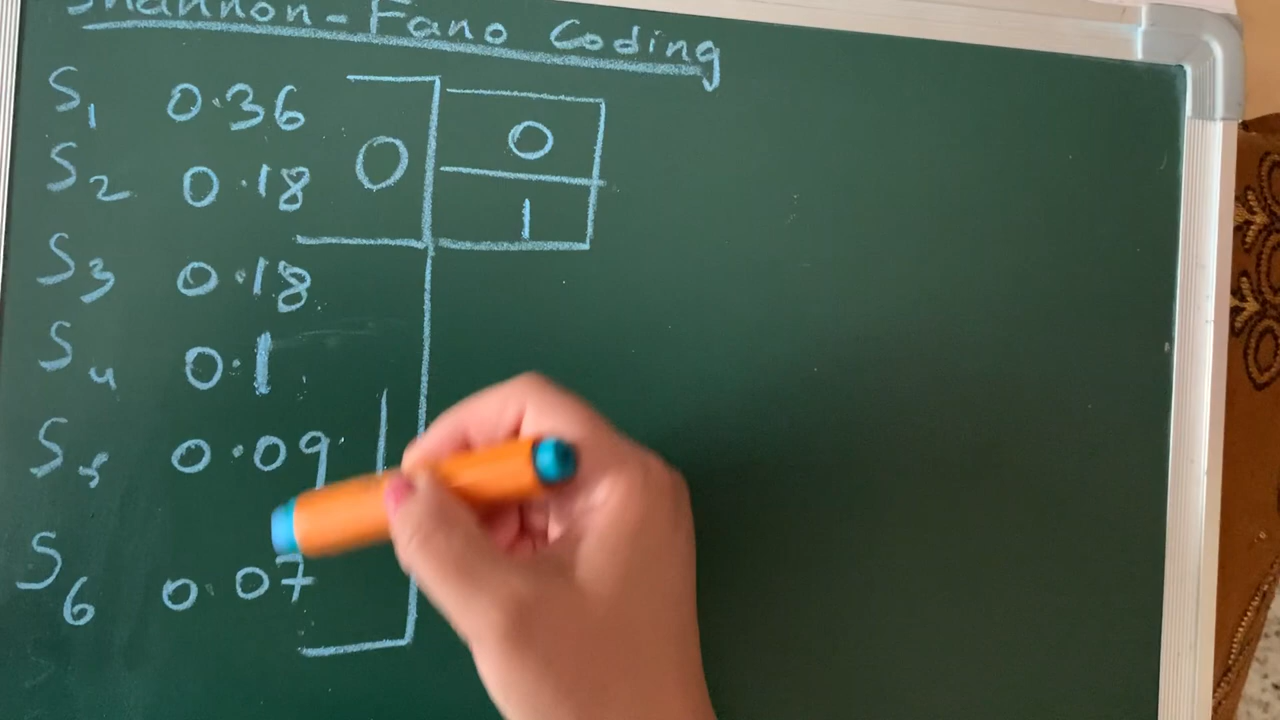 Shannon-Fano Coding
S1 0.36 0 0
S2 0.18 1
S3 0.18
S4 0.1
S5 0.09 1
S6 0.07